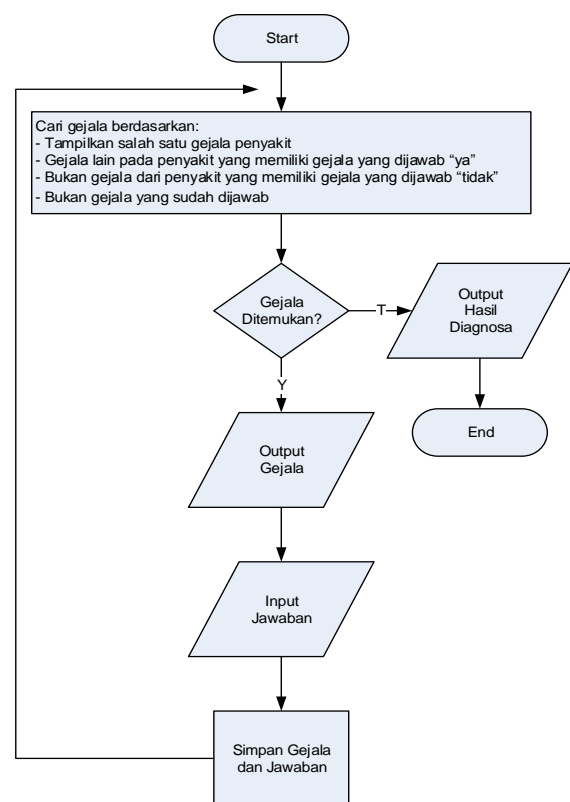 Start
Cari gejala berdasarkan:
- Tampilkan salah satu gejala penyakit
- Gejala lain pada penyakit yang memiliki gejala yang dijawab “ya”
- Bukan gejala dari penyakit yang memiliki gejala yang dijawab “tidak”
- Bukan gejala yang sudah dijawab
Gejala
Ditemukan?
T
Output
Hasil
Diagnosa
Y
End
Output
Gejala
Input
Jawaban
Simpan Gejala
dan Jawaban